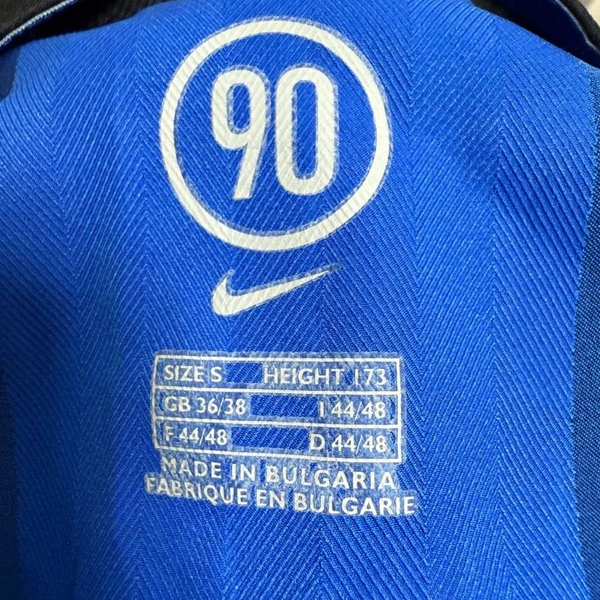 90
SIZE S HEIGHT 173
GB 36/38 I 44/48
F 44/48 D 44/48
MADE IN BULGARIA
FABRIQUE EN BULGARIE